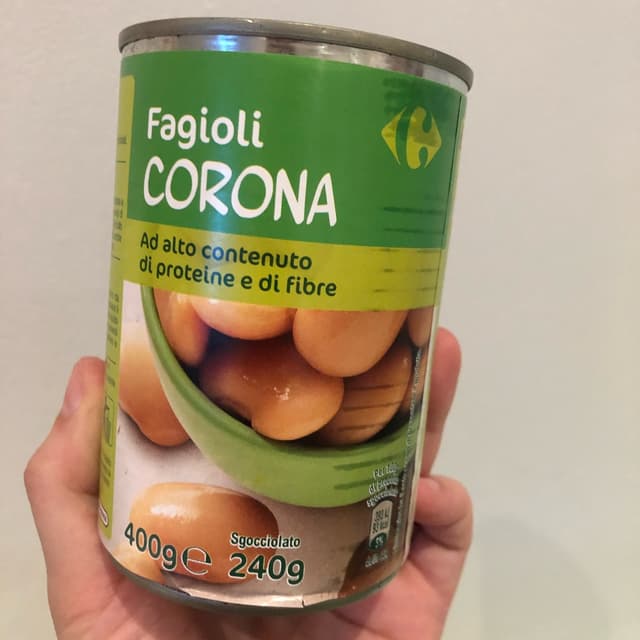 Fagioli
CORONA
Ad alto contenuto
di proteine e di fibre
400g e
Sgocciolato
240g